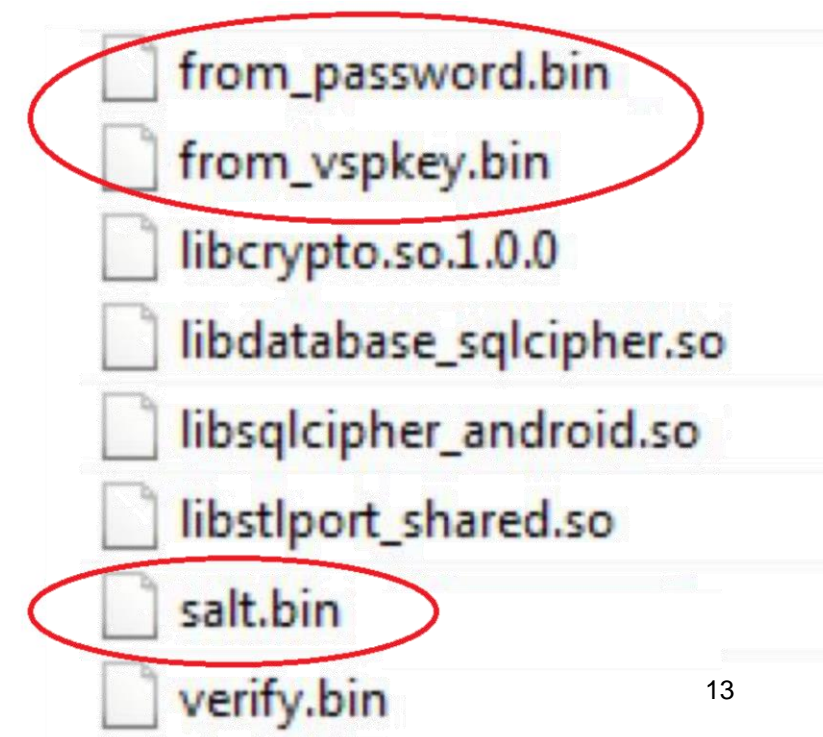 from_password.bin
from_vspkey.bin
libcrypto.so.1.0.0
libdatabase_sqlcipher.so
libsqlcipher_android.so
libstlport_shared.so
salt.bin
verify.bin
13